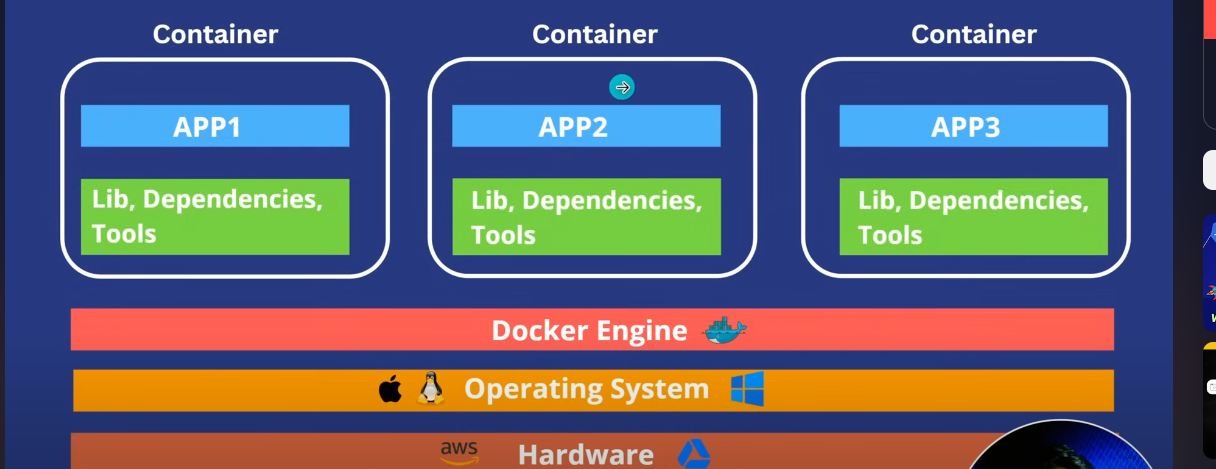 Container Container Container
APP1 APP2 APP3
Lib, Dependencies, Lib, Dependencies, Lib, Dependencies,
Tools Tools Tools
Docker Engine
Operating System
aws Hardware